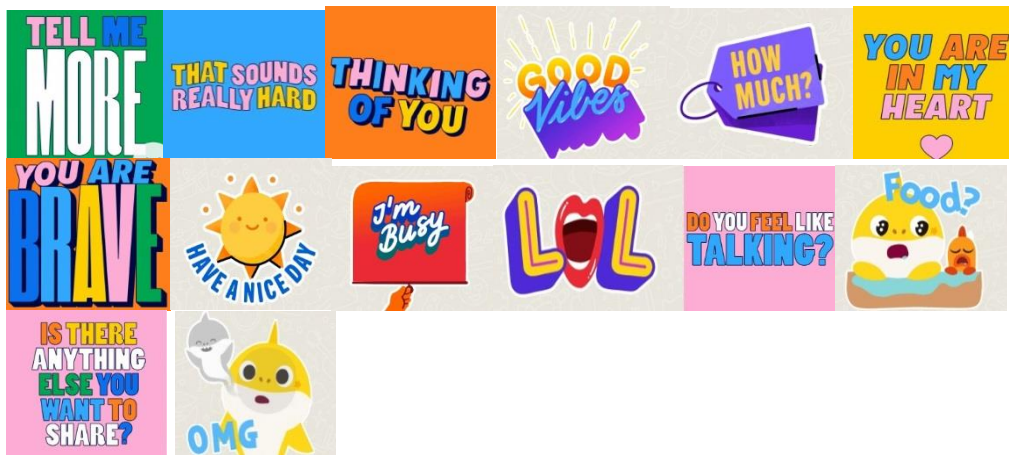 TELL ME
MORE
THAT SOUNDS
REALLY HARD
THINKING
OF YOU
GOOD
Vibes
HOW
MUCH?
YOU ARE
IN MY
HEART
YOU ARE
BRAVE
HAVE A NICE DAY
I'm
Busy
LOL
DO YOU FEEL LIKE
TALKING?
Food?
IS THERE
ANYTHING
ELSE YOU
WANT TO
SHARE?
OMG